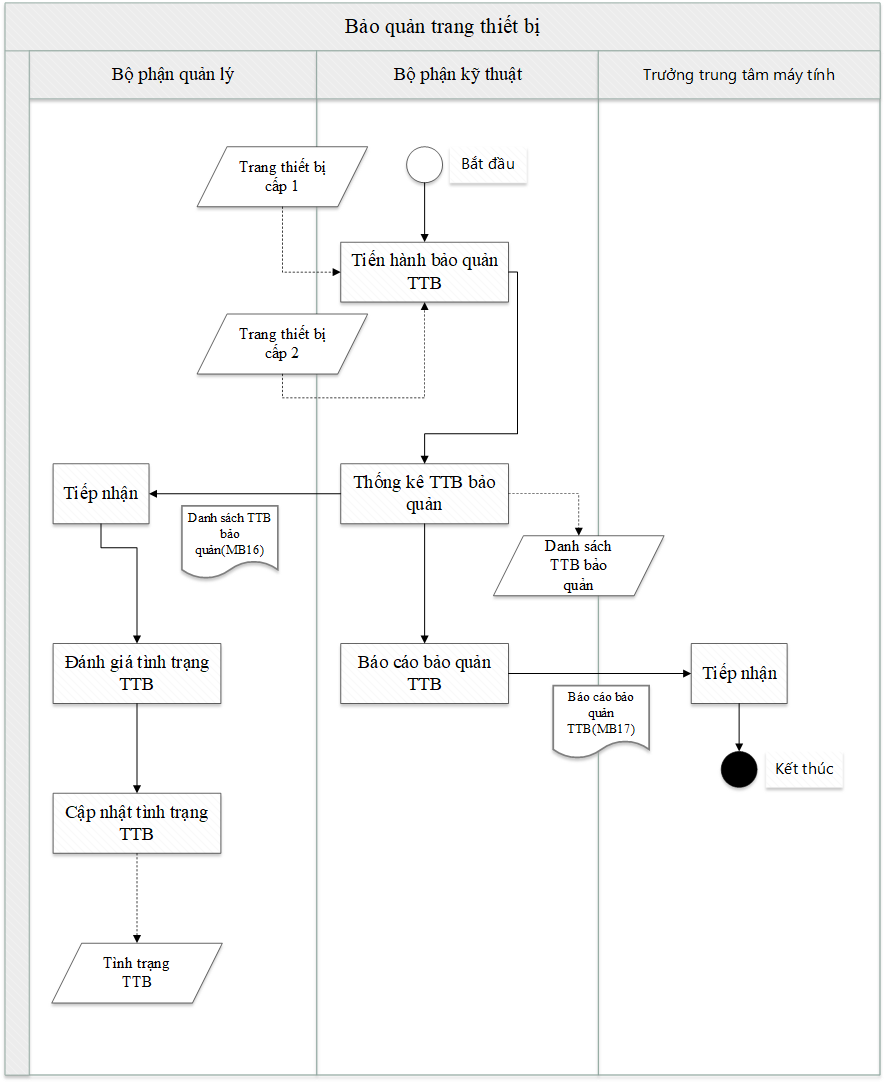 Bảo quản trang thiết bị
Bộ phận quản lý
Bộ phận kỹ thuật
Trưởng trung tâm máy tính
Trang thiết bị
cấp 1
Bắt đầu
Tiến hành bảo quản
TTB
Trang thiết bị
cấp 2
Tiếp nhận
Thống kê TTB bảo
quản
Danh sách TTB
bảo
quản(MB16)
Danh sách
TTB bảo
quản
Đánh giá tình trạng
TTB
Báo cáo bảo quản
TTB
Tiếp nhận
Báo cáo bảo
quản
TTB(MB17)
Kết thúc
Cập nhật tình trạng
TTB
Tình trạng
TTB